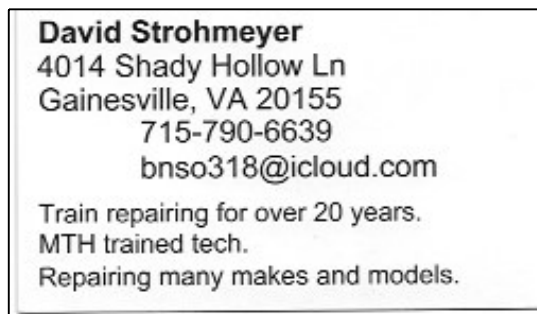 David Strohmeyer
4014 Shady Hollow Ln
Gainesville, VA 20155
715-790-6639
bnso318@icloud.com
Train repairing for over 20 years.
MTH trained tech.
Repairing many makes and models.